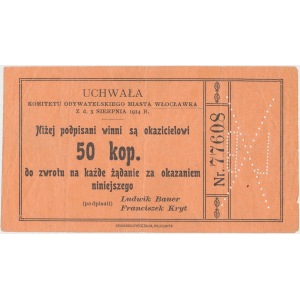 UCHWAŁA
KOMITETU OBYWATELSKIEGO MIASTA WŁOCŁAWKA
Z d. 3 SIERPNIA 1914 R.
Niżej podpisani winni są okazicielowi
50 kop.
do zwrotu na każde żądanie za okazaniem
niniejszego
(podpisali) Ludwik Bauer
Franciszek Kryt
Nr. 77608